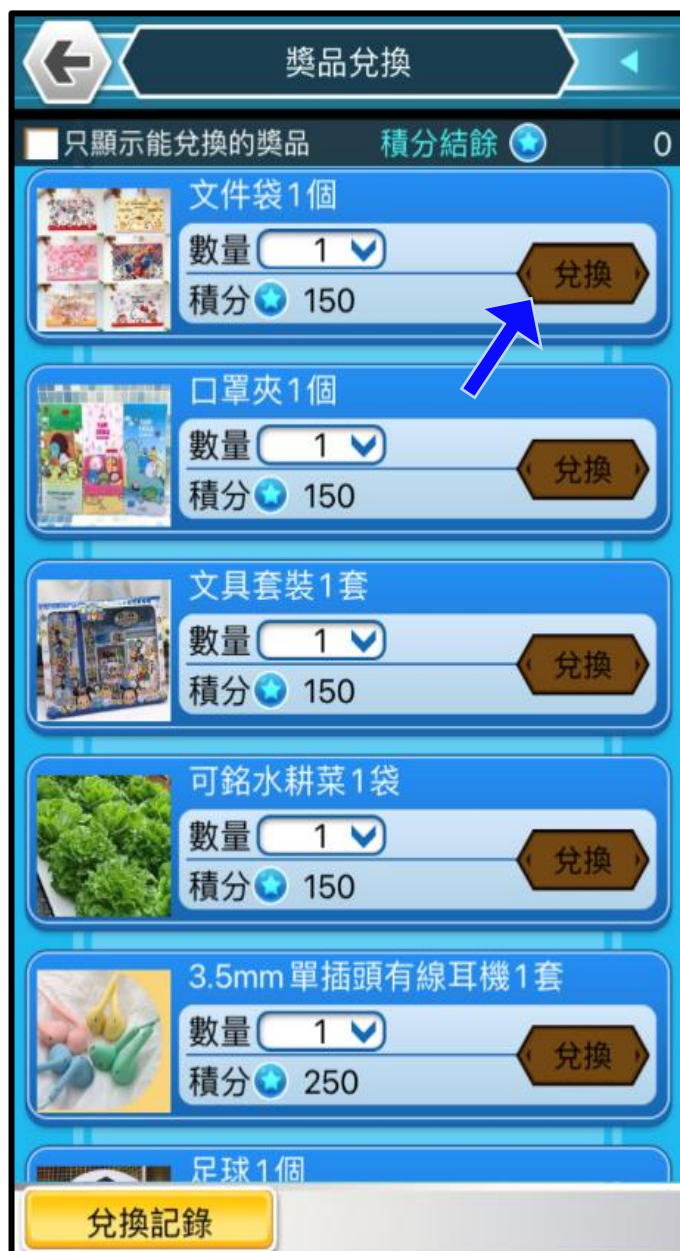 獎品兌換
只顯示能兌換的獎品 積分結餘 0
文件袋1個
數量 1
積分 150
兌換
口罩夾1個
數量 1
積分 150
兌換
文具套裝1套
數量 1
積分 150
兌換
可銘水耕菜1袋
數量 1
積分 150
兌換
3.5mm單插頭有線耳機1套
數量 1
積分 250
兌換
足球1個
兌換記錄